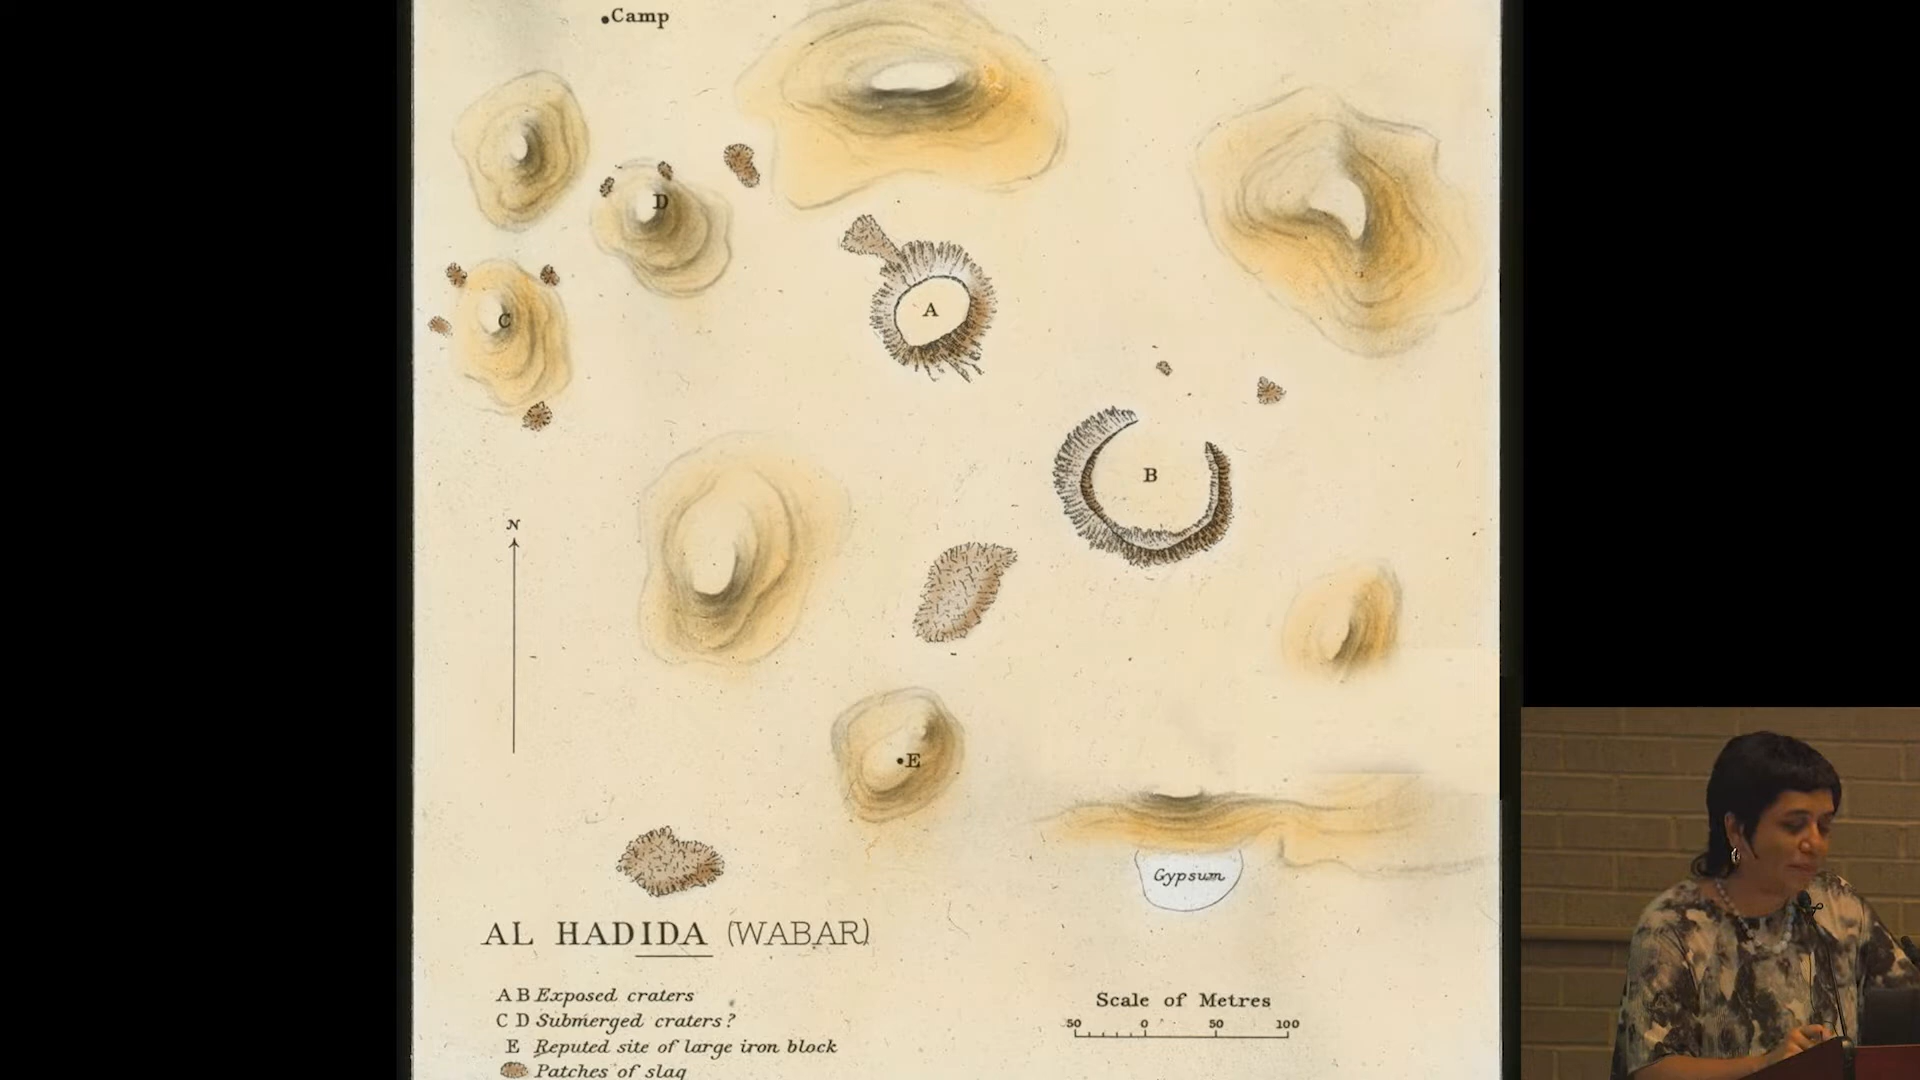 Camp
D
C
A
B
N
E
Gypsum
AL HADIDA (WABAR)
A B Exposed craters
C D Submerged craters?
E Reputed site of large iron block
Patches of slag
Scale of Metres
50 0 50 100